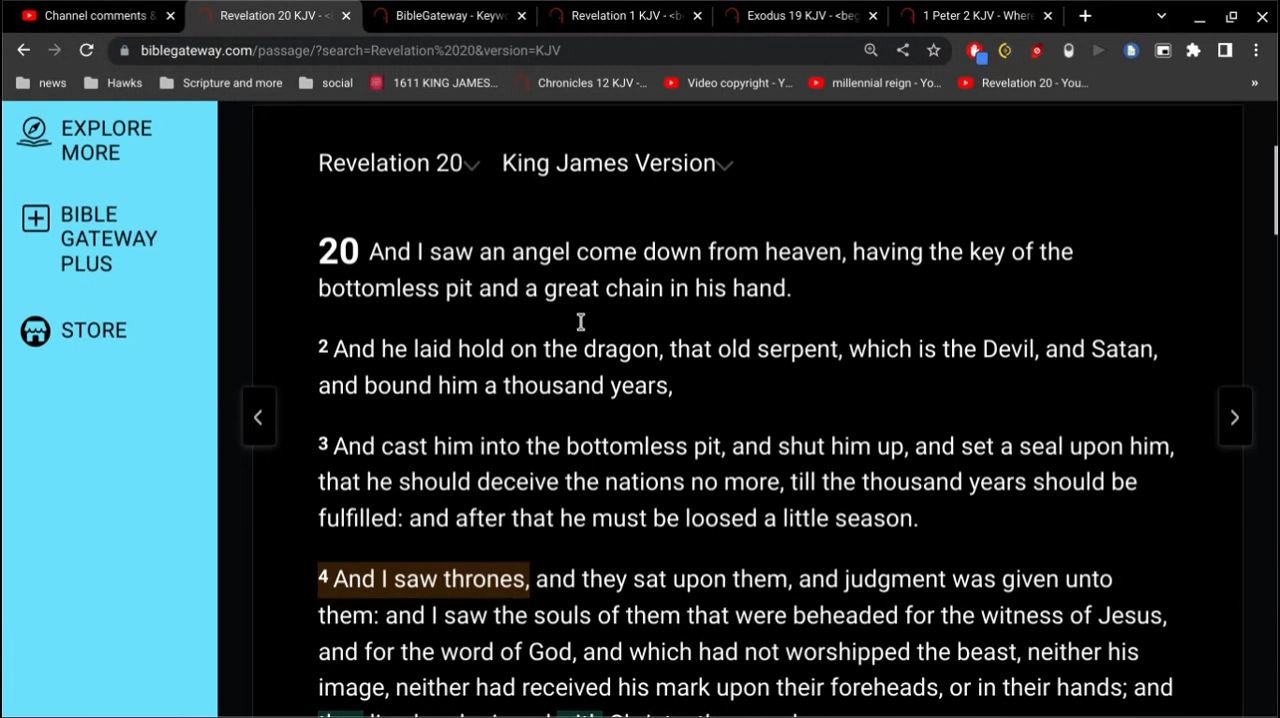 Channel comments &
Revelation 20 KJV - <
BibleGateway - Keyw
Revelation 1 KJV - <b
Exodus 19 KJV - <beg
1 Peter 2 KJV - Where
biblegateway.com/passage/?search=Revelation%2020&version=KJV
news
Hawks
Scripture and more
social
1611 KING JAMES...
Chronicles 12 KJV -...
Video copyright - Y...
millennial reign - Yo...
Revelation 20 - You...
»
EXPLORE
MORE
BIBLE
GATEWAY
PLUS
STORE
Revelation 20 King James Version
20 And I saw an angel come down from heaven, having the key of the
bottomless pit and a great chain in his hand.
2 And he laid hold on the dragon, that old serpent, which is the Devil, and Satan,
and bound him a thousand years,
3 And cast him into the bottomless pit, and shut him up, and set a seal upon him,
that he should deceive the nations no more, till the thousand years should be
fulfilled: and after that he must be loosed a little season.
4 And I saw thrones, and they sat upon them, and judgment was given unto
them: and I saw the souls of them that were beheaded for the witness of Jesus,
and for the word of God, and which had not worshipped the beast, neither his
image, neither had received his mark upon their foreheads, or in their hands; and